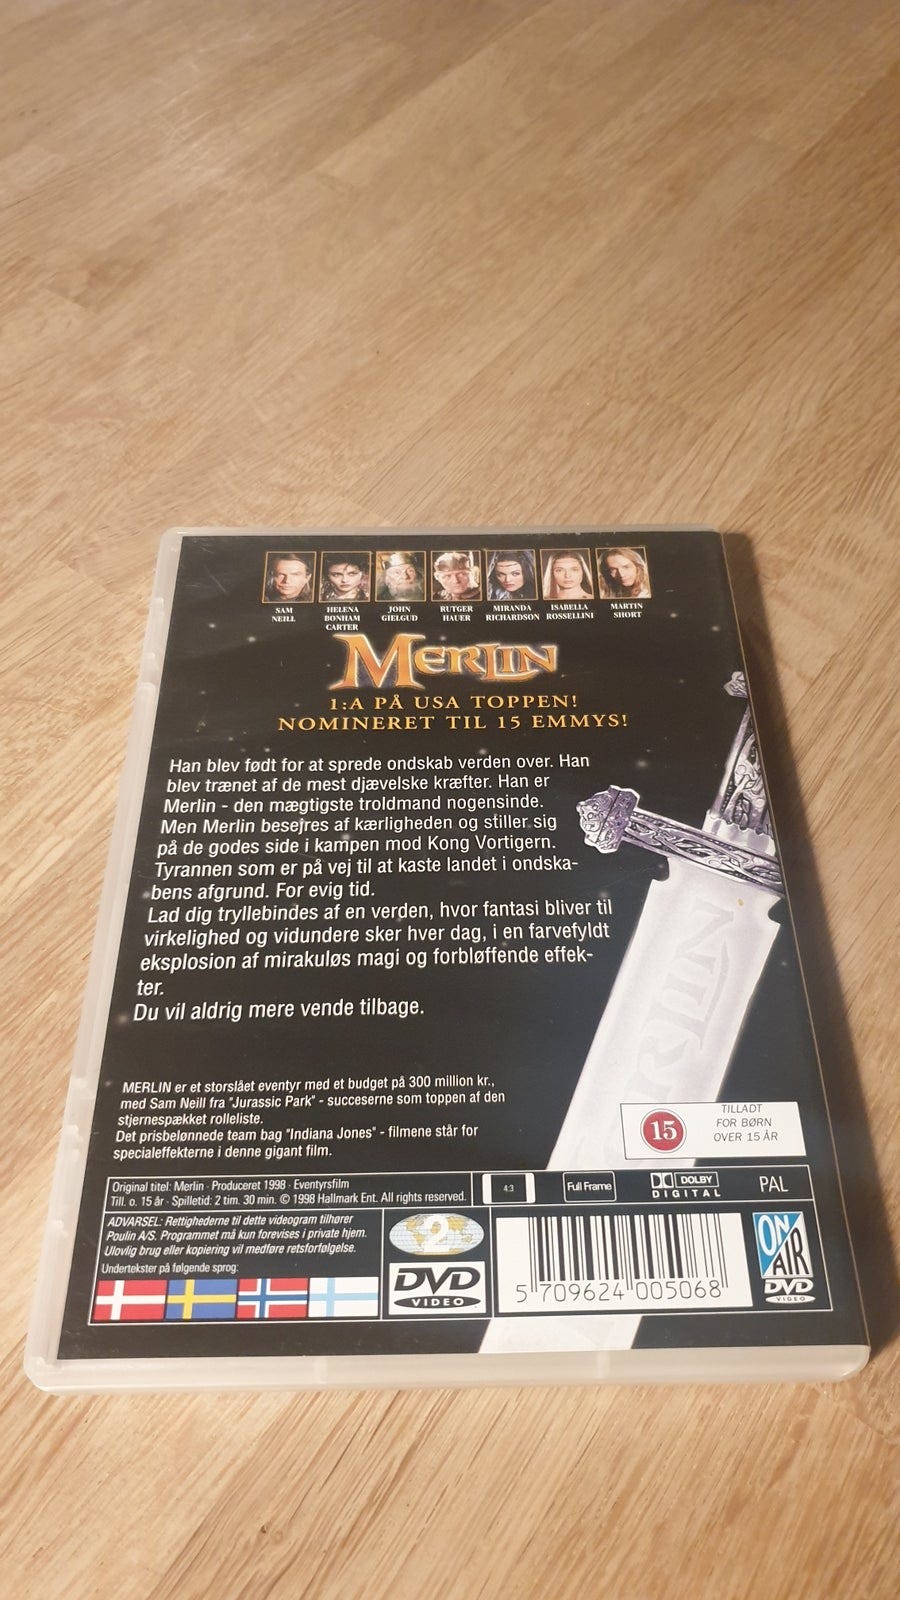 SAM NEILL
HELENA BONHAM CARTER
JOHN GIELGUD
RUTGER HAUER
MIRANDA RICHARDSON
ISABELLA ROSSELLINI
MARTIN SHORT
MERLIN
1:A PÅ USA TOPPEN!
NOMINERET TIL 15 EMMYS!
Han blev født for at sprede ondskab verden over. Han
blev trænet af de mest djævelske kræfter. Han er
Merlin - den mægtigste troldmand nogensinde.
Men Merlin besejres af kærligheden og stiller sig
på de godes side i kampen mod Kong Vortigern.
Tyrannen som er på vej til at kaste landet i ondska-
bens afgrund. For evig tid.
Lad dig tryllebindes af en verden, hvor fantasi bliver til
virkelighed og vidundere sker hver dag, i en farvefyldt
eksplosion af mirakuløs magi og forbløffende effek-
ter.
Du vil aldrig mere vende tilbage.
MERLIN er et storslået eventyr med et budget på 300 million kr.,
med Sam Neill fra "Jurassic Park" - succeserne som toppen af den
stjernespækket rolleliste.
Det prisbelønnede team bag "Indiana Jones" - filmene står for
specialeffekterne i denne gigant film.
15
TILLADT
FOR BØRN
OVER 15 ÅR
Original titel: Merlin · Produceret 1998 · Eventyrsfilm
Till. o. 15 år · Spilletid: 2 tim. 30 min. © 1998 Hallmark Ent. All rights reserved.
4:3
Full Frame
DOLBY
DIGITAL
PAL
ADVARSEL: Rettighederne til dette videogram tilhører
Poulin A/S. Programmet må kun forevises i private hjem.
Ulovlig brug eller kopiering vil medføre retsforfølgelse.
Undertekster på følgende sprog:
2
DVD
VIDEO
5 709624 005068
ON AIR
DVD
VIDEO